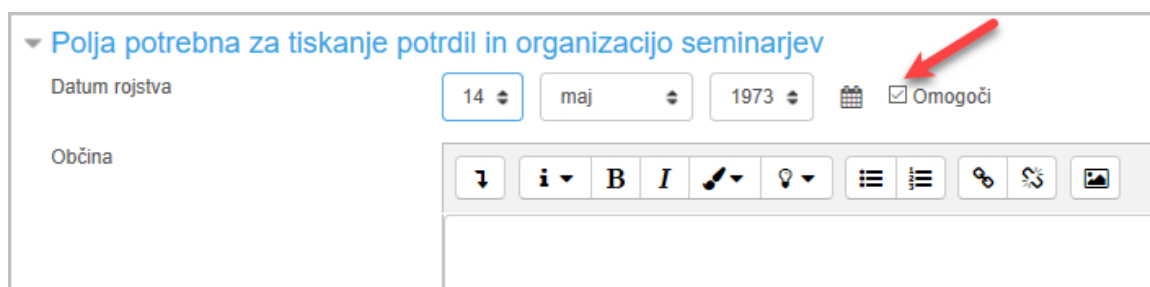 Polja potrebna za tiskanje potrdil in organizacijo seminarjev
Datum rojstva 14 maj 1973 Omogoči
Občina
i B I